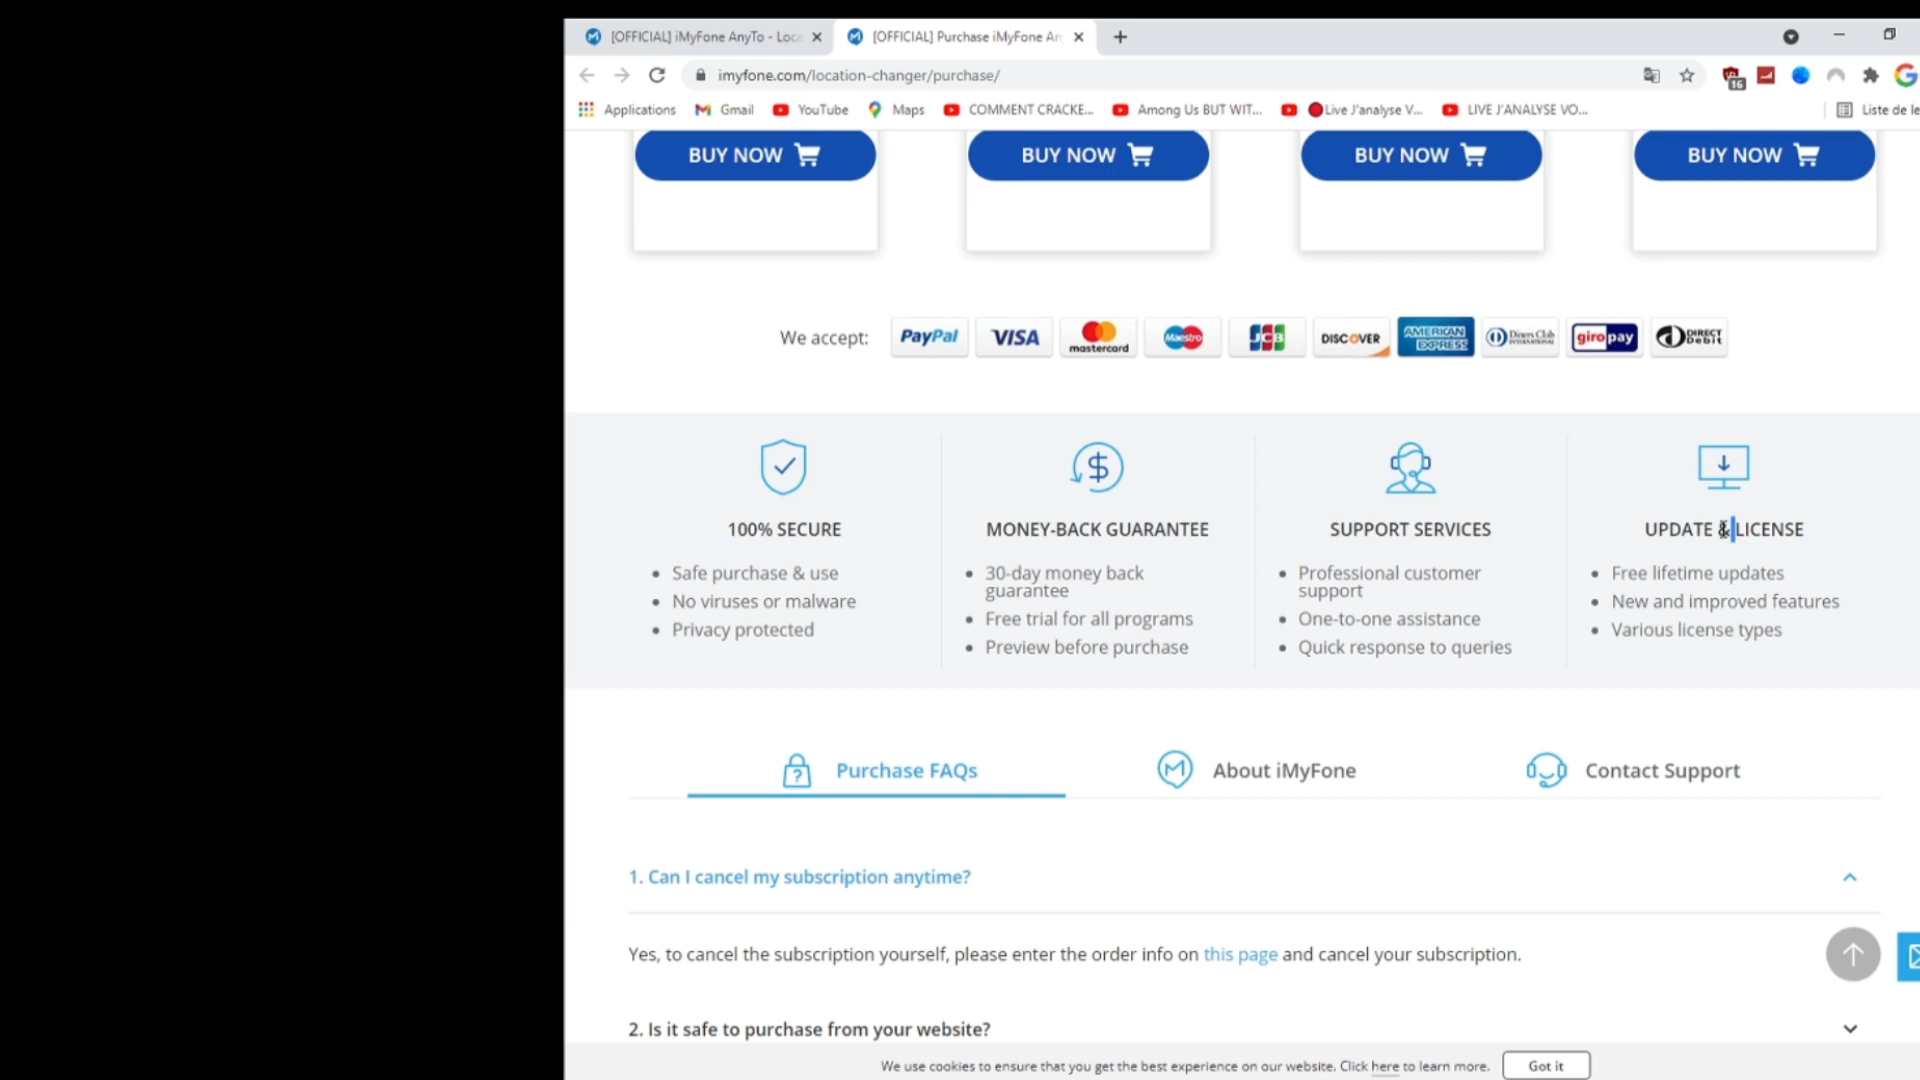 [OFFICIAL] iMyFone AnyTo - Loca
[OFFICIAL] Purchase iMyFone An
imyfone.com/location-changer/purchase/
16
Applications
Gmail
YouTube
Maps
COMMENT CRACKE...
Among Us BUT WIT...
Live J'analyse V...
LIVE J'ANALYSE VO...
Liste de le
BUY NOW
BUY NOW
BUY NOW
BUY NOW
We accept:
PayPal
VISA
mastercard
Maestro
JCB
DISCOVER
AMERICAN EXPRESS
Diners Club INTERNATIONAL
giropay
DIRECT Debit
100% SECURE
Safe purchase & use
No viruses or malware
Privacy protected
MONEY-BACK GUARANTEE
30-day money back
guarantee
Free trial for all programs
Preview before purchase
SUPPORT SERVICES
Professional customer
support
One-to-one assistance
Quick response to queries
UPDATE & LICENSE
Free lifetime updates
New and improved features
Various license types
Purchase FAQs
About iMyFone
Contact Support
1. Can I cancel my subscription anytime?
Yes, to cancel the subscription yourself, please enter the order info on this page and cancel your subscription.
2. Is it safe to purchase from your website?
We use cookies to ensure that you get the best experience on our website. Click here to learn more.
Got it